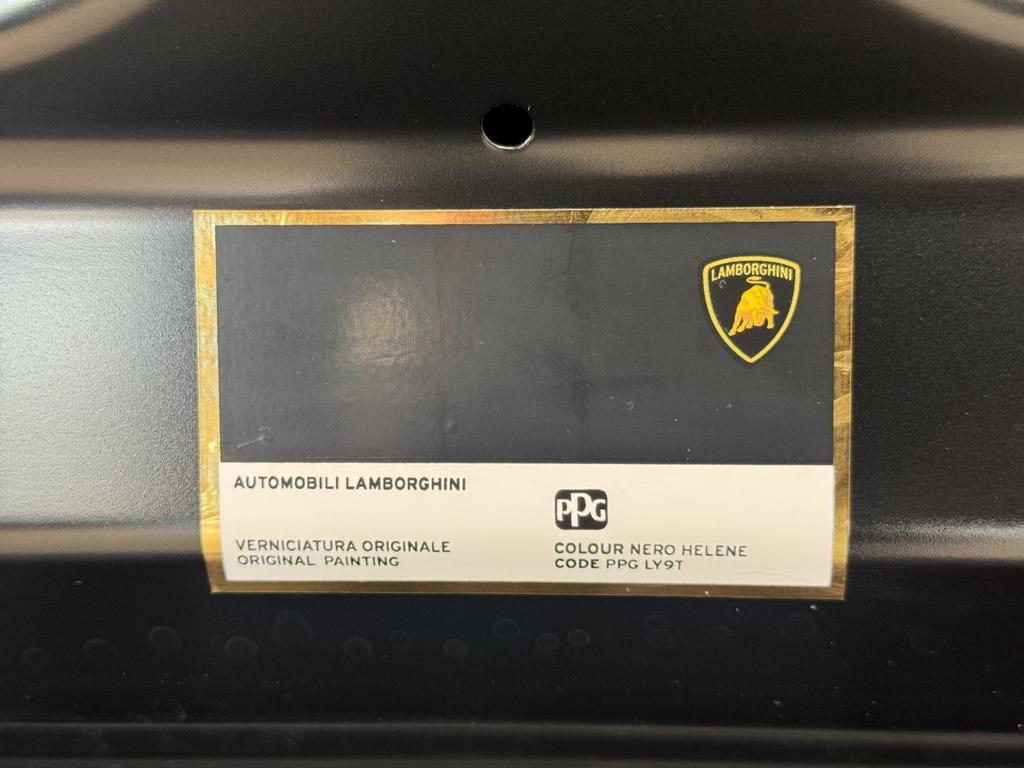 LAMBORGHINI
AUTOMOBILI LAMBORGHINI
PPG
VERNICIATURA ORIGINALE
ORIGINAL PAINTING
COLOUR NERO HELENE
CODE PPG LY9T